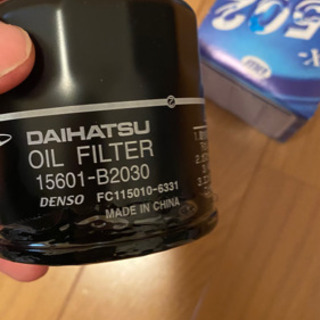 DAIHATSU
OIL FILTER
15601-B2030
DENSO FC115010-6331
MADE IN CHINA